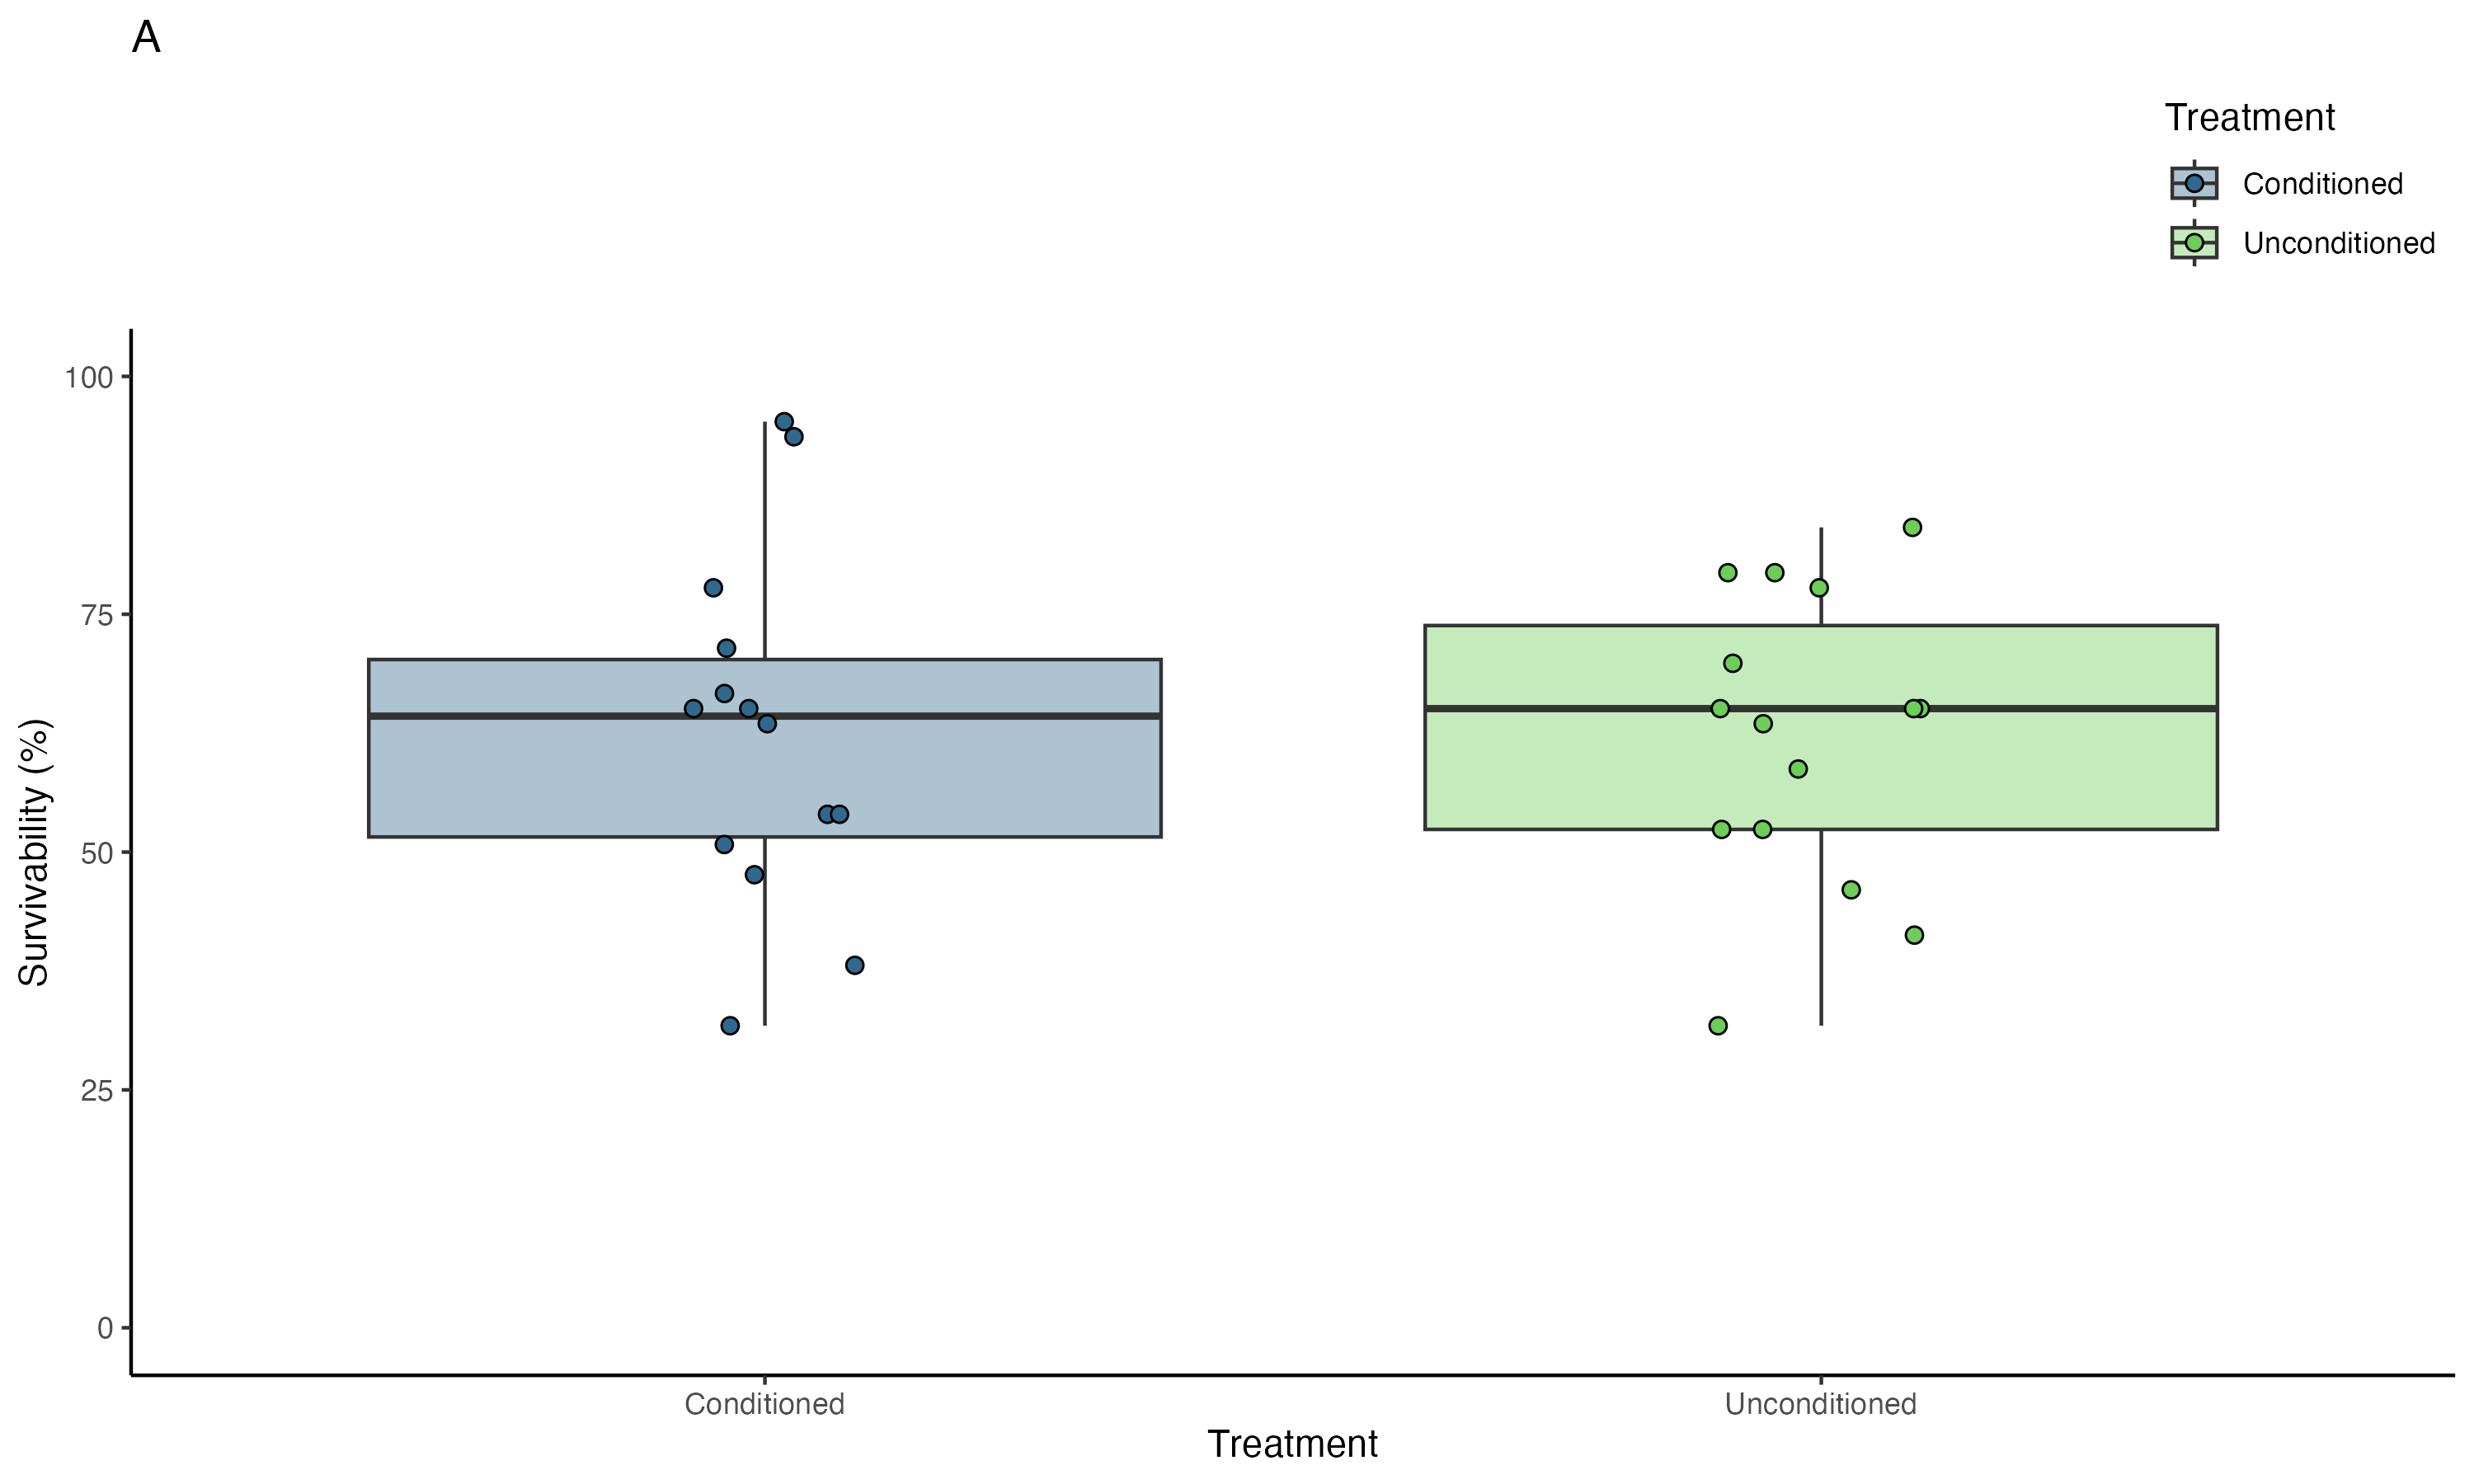 A
Treatment
Conditioned
Unconditioned
100
75
50
25
0
Survivability (%)
Conditioned
Unconditioned
Treatment